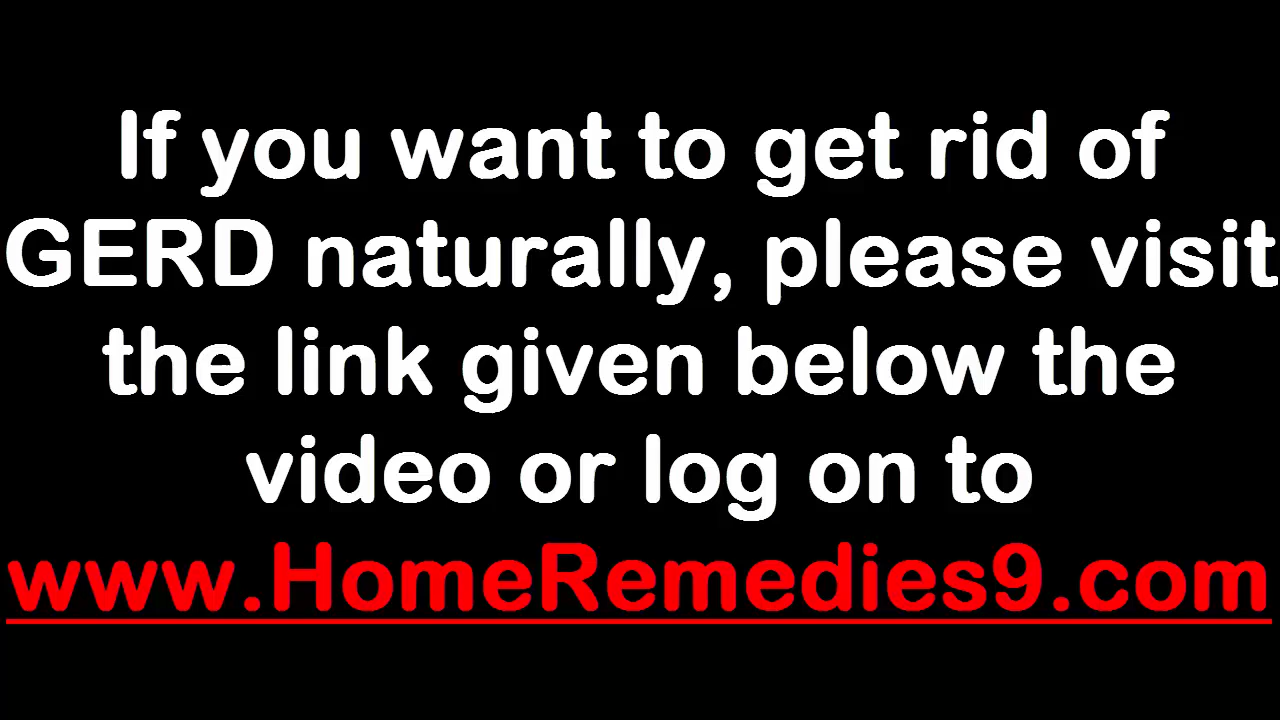 If you want to get rid of
GERD naturally, please visit
the link given below the
video or log on to
www.HomeRemedies9.com